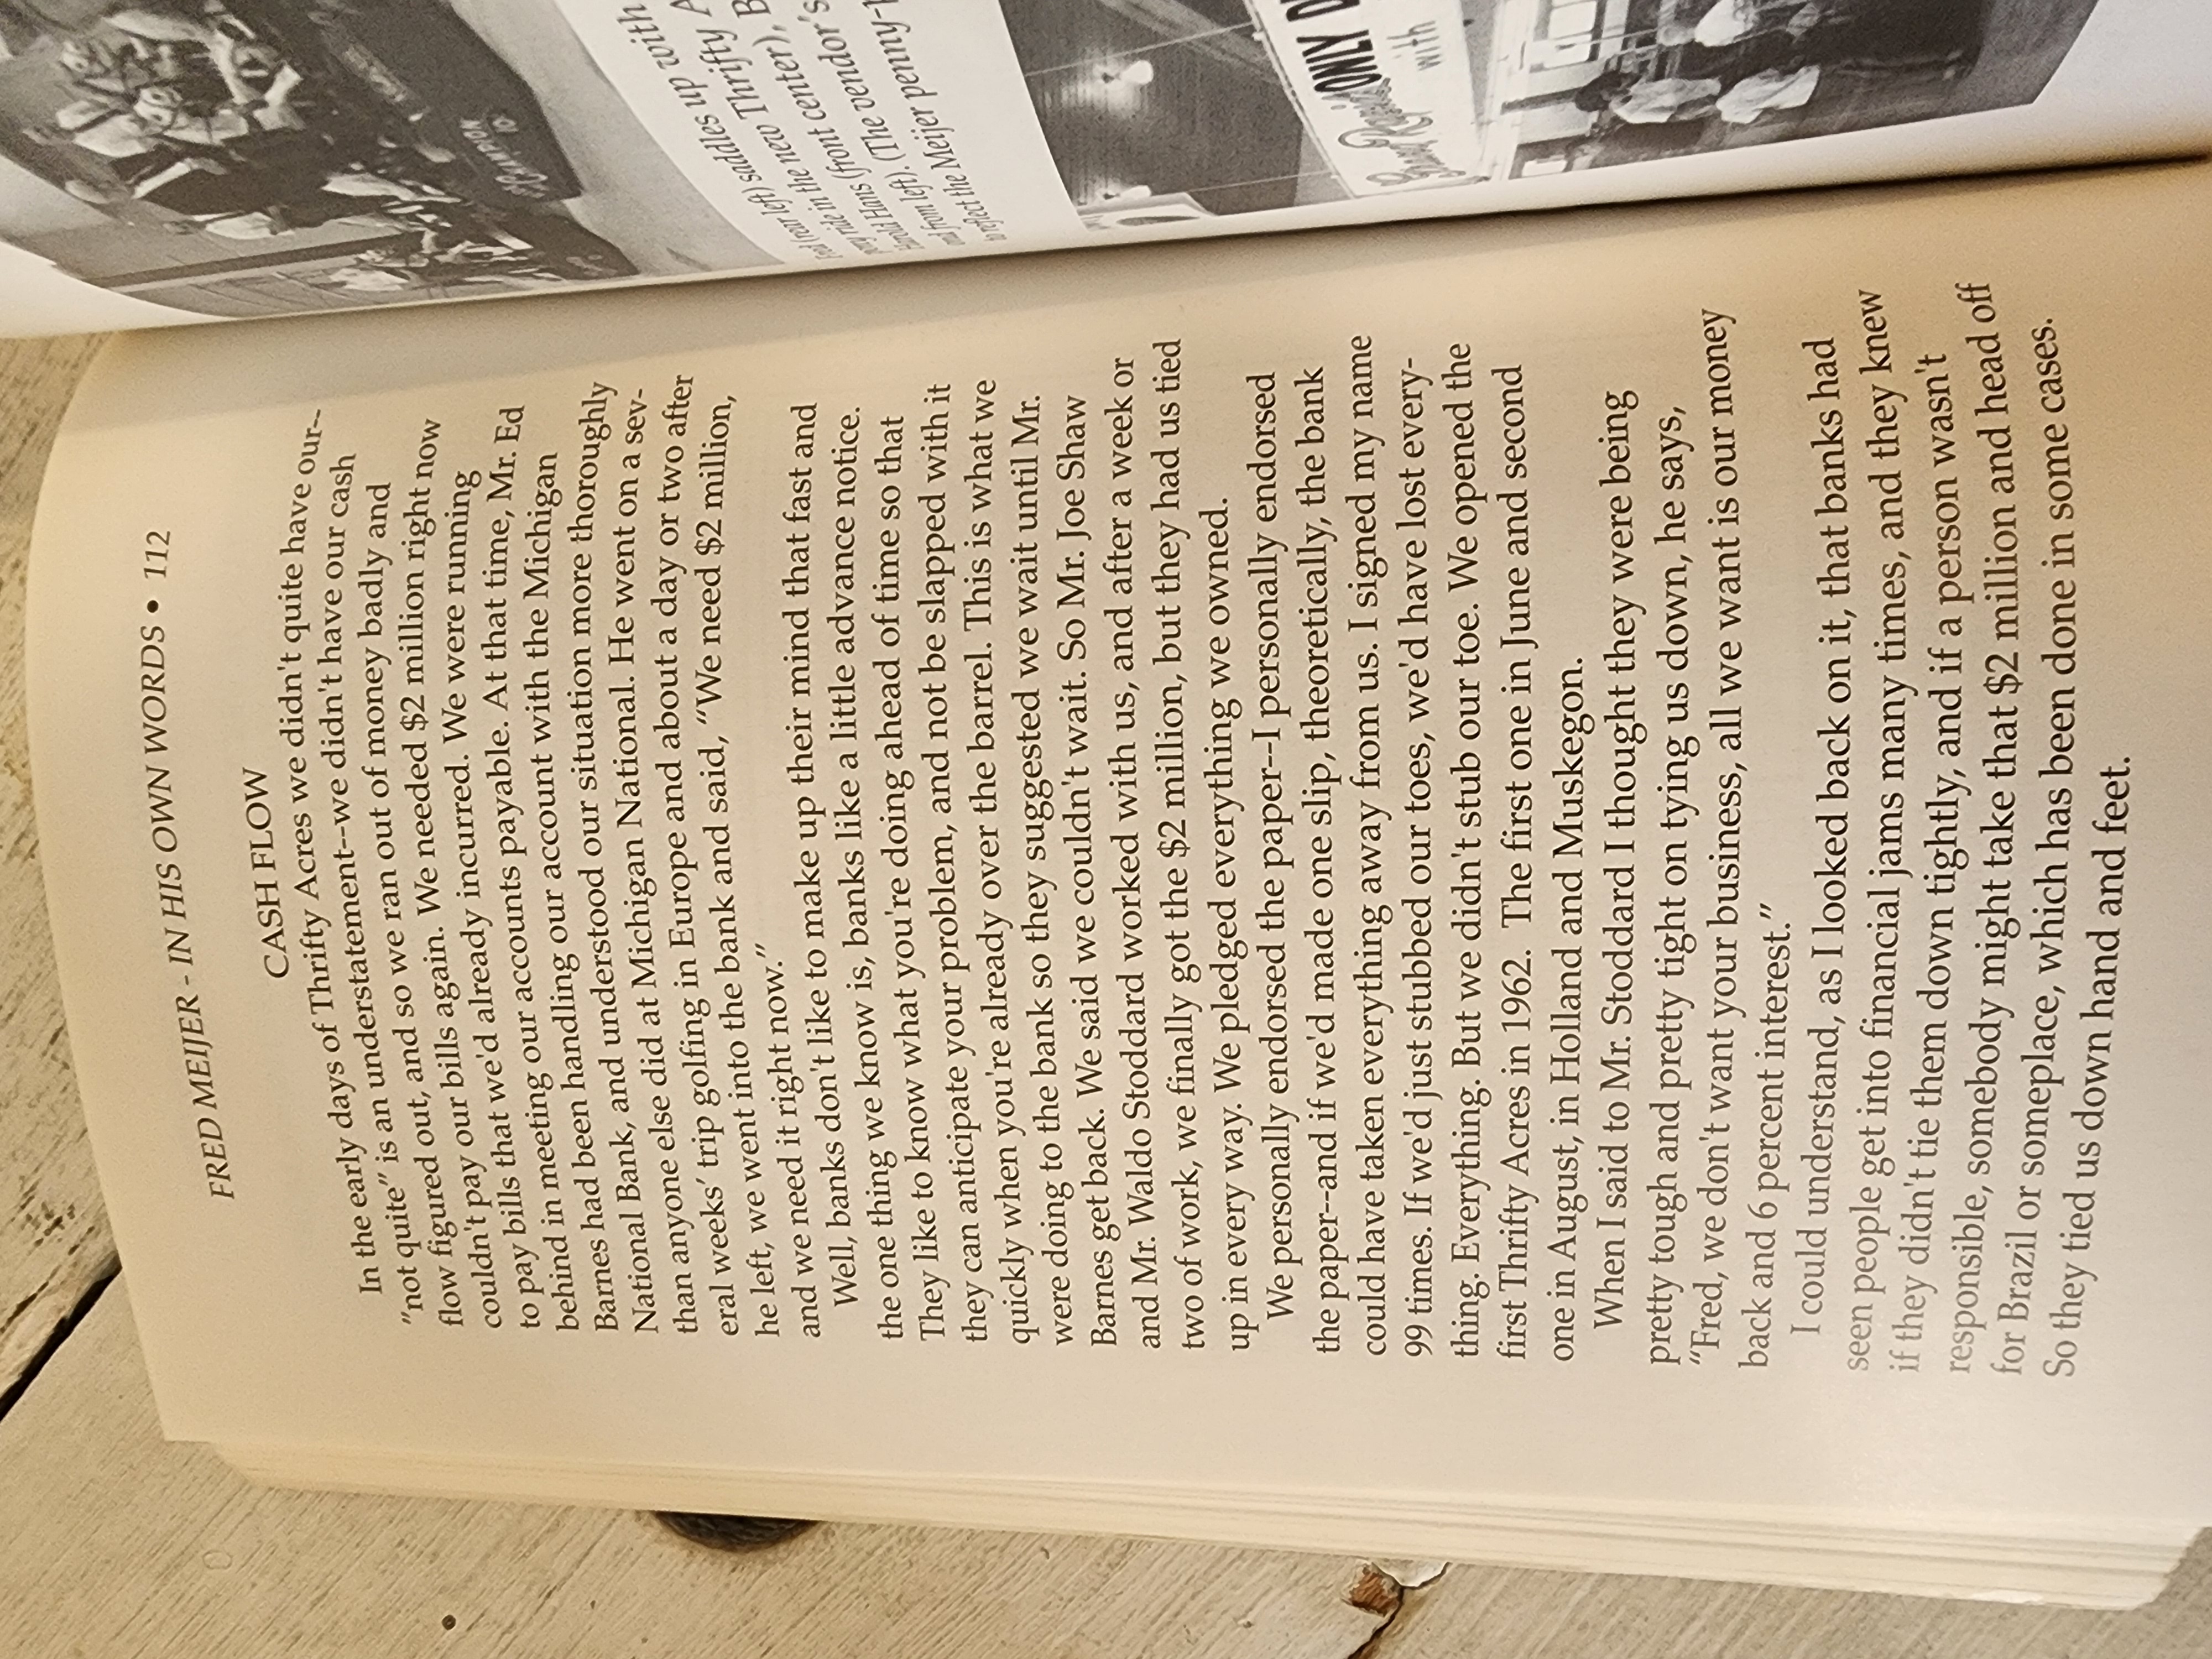 FRED MEIJER - IN HIS OWN WORDS • 112
CASH FLOW
In the early days of Thrifty Acres we didn't quite have our--
"not quite" is an understatement--we didn't have our cash
flow figured out, and so we ran out of money badly and
couldn't pay our bills again. We needed $2 million right now
to pay bills that we'd already incurred. We were running
behind in meeting our accounts payable. At that time, Mr. Ed
Barnes had been handling our account with the Michigan
National Bank, and understood our situation more thoroughly
than anyone else did at Michigan National. He went on a sev-
eral weeks' trip golfing in Europe and about a day or two after
he left, we went into the bank and said, "We need $2 million,
and we need it right now."
Well, banks don't like to make up their mind that fast and
the one thing we know is, banks like a little advance notice.
They like to know what you're doing ahead of time so that
they can anticipate your problem, and not be slapped with it
quickly when you're already over the barrel. This is what we
were doing to the bank so they suggested we wait until Mr.
Barnes get back. We said we couldn't wait. So Mr. Joe Shaw
and Mr. Waldo Stoddard worked with us, and after a week or
two of work, we finally got the $2 million, but they had us tied
up in every way. We pledged everything we owned.
We personally endorsed the paper--I personally endorsed
the paper--and if we'd made one slip, theoretically, the bank
could have taken everything away from us. I signed my name
99 times. If we'd just stubbed our toes, we'd have lost every-
thing. Everything. But we didn't stub our toe. We opened the
first Thrifty Acres in 1962. The first one in June and second
one in August, in Holland and Muskegon.
When I said to Mr. Stoddard I thought they were being
pretty tough and pretty tight on tying us down, he says,
"Fred, we don't want your business, all we want is our money
back and 6 percent interest."
I could understand, as I looked back on it, that banks had
seen people get into financial jams many times, and they knew
if they didn't tie them down tightly, and if a person wasn't
responsible, somebody might take that $2 million and head off
for Brazil or someplace, which has been done in some cases.
So they tied us down hand and feet.
Fred (rear left) saddles up with
pony ride in the new Thrifty A
Hans (front center), B
and from left). (The vendor's
to reflect the Meijer penny-
ONLY
with